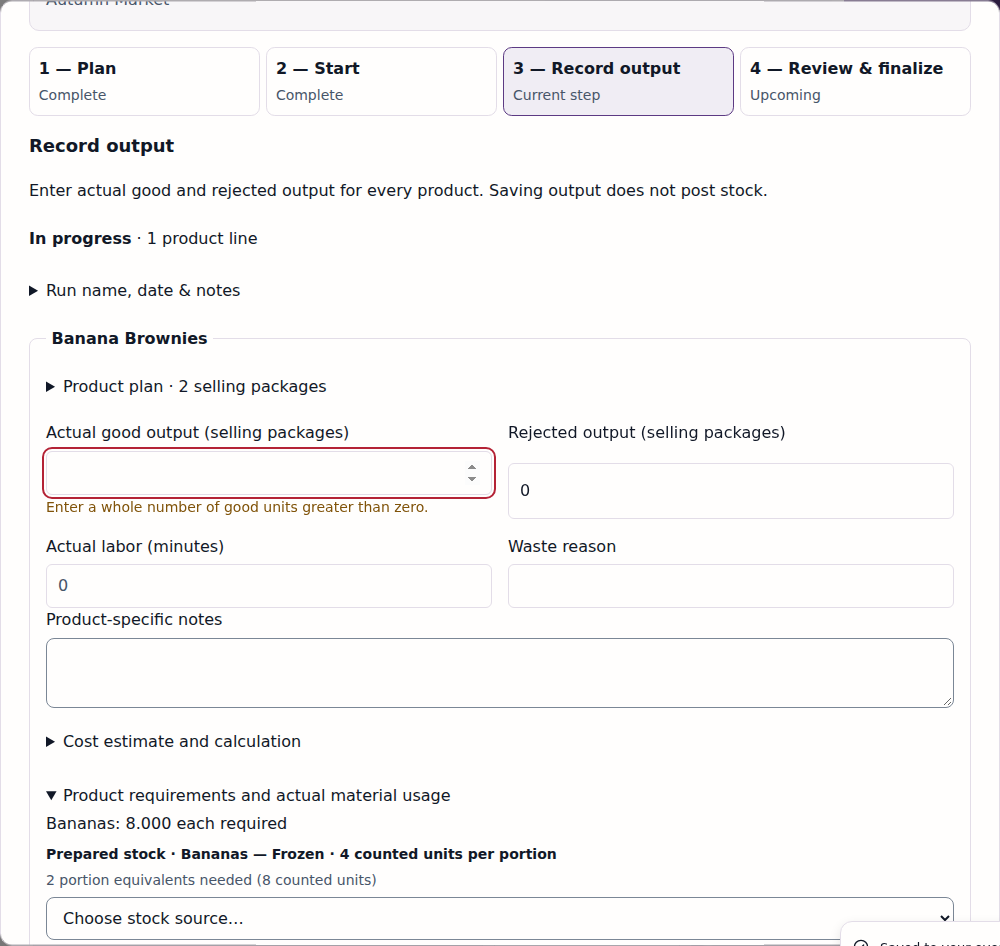 Autumn Market
1 — Plan
Complete
2 — Start
Complete
3 — Record output
Current step
4 — Review & finalize
Upcoming
Record output
Enter actual good and rejected output for every product. Saving output does not post stock.
In progress · 1 product line
Run name, date & notes
Banana Brownies
Product plan · 2 selling packages
Actual good output (selling packages)
Rejected output (selling packages)
0
Enter a whole number of good units greater than zero.
Actual labor (minutes)
Waste reason
0
Product-specific notes
Cost estimate and calculation
Product requirements and actual material usage
Bananas: 8.000 each required
Prepared stock · Bananas — Frozen · 4 counted units per portion
2 portion equivalents needed (8 counted units)
Choose stock source...
Saved to your